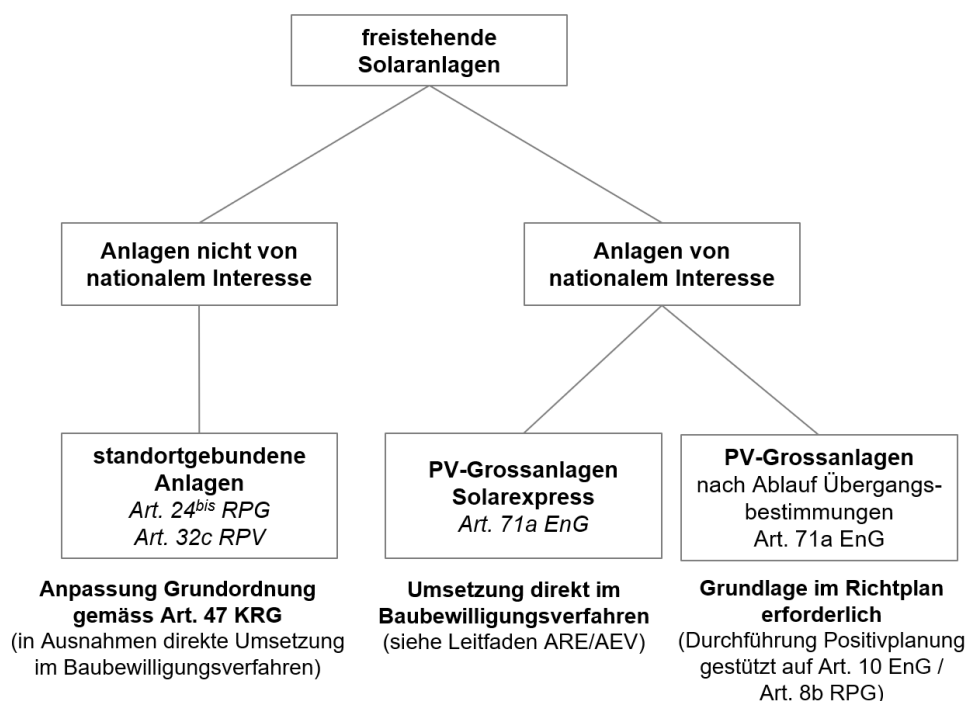 freistehende
Solaranlagen
Anlagen nicht von
nationalem Interesse
Anlagen von
nationalem Interesse
standortgebundene
Anlagen
Art. 24bis RPG
Art. 32c RPV
PV-Grossanlagen
Solarexpress
Art. 71a EnG
PV-Grossanlagen
nach Ablauf Übergangs-
bestimmungen
Art. 71a EnG
Anpassung Grundordnung
gemäss Art. 47 KRG
(in Ausnahmen direkte Umsetzung
im Baubewilligungsverfahren)
Umsetzung direkt im
Baubewilligungsverfahren
(siehe Leitfaden ARE/AEV)
Grundlage im Richtplan
erforderlich
(Durchführung Positivplanung
gestützt auf Art. 10 EnG /
Art. 8b RPG)